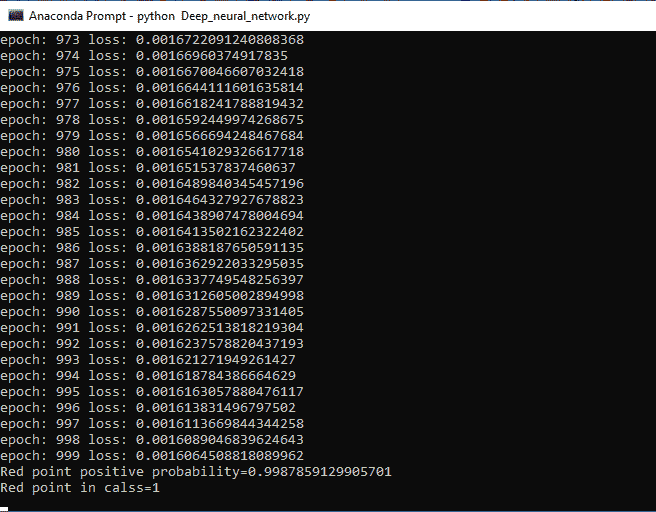 Anaconda Prompt - python  Deep_neural_network.py
epoch: 973 loss: 0.0016722091240808368
epoch: 974 loss: 0.00166960374917835
epoch: 975 loss: 0.0016670046607032418
epoch: 976 loss: 0.0016644111601635814
epoch: 977 loss: 0.0016618241788819432
epoch: 978 loss: 0.0016592449974268675
epoch: 979 loss: 0.0016566694248467684
epoch: 980 loss: 0.0016541029326617718
epoch: 981 loss: 0.001651537837460637
epoch: 982 loss: 0.0016489840345457196
epoch: 983 loss: 0.0016464327927678823
epoch: 984 loss: 0.0016438907478004694
epoch: 985 loss: 0.0016413502162322402
epoch: 986 loss: 0.0016388187650591135
epoch: 987 loss: 0.0016362922033295035
epoch: 988 loss: 0.0016337749548256397
epoch: 989 loss: 0.0016312605002894998
epoch: 990 loss: 0.0016287550097331405
epoch: 991 loss: 0.0016262513818219304
epoch: 992 loss: 0.0016237578820437193
epoch: 993 loss: 0.001621271949261427
epoch: 994 loss: 0.001618784386664629
epoch: 995 loss: 0.0016163057880476117
epoch: 996 loss: 0.001613831496797502
epoch: 997 loss: 0.0016113669844344258
epoch: 998 loss: 0.0016089046839624643
epoch: 999 loss: 0.0016064508818089962
Red point positive probability=0.9987859129905701
Red point in calss=1